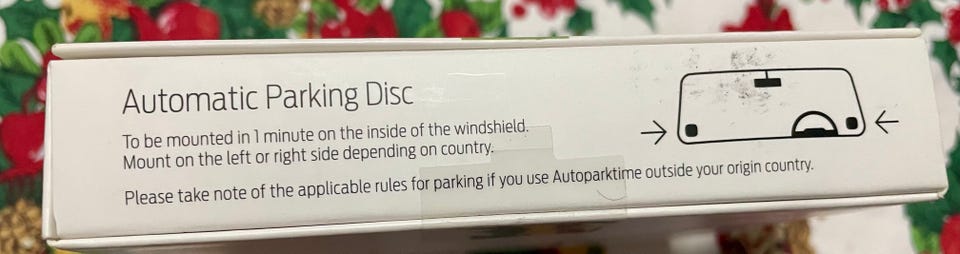 Automatic Parking Disc
To be mounted in 1 minute on the inside of the windshield.
Mount on the left or right side depending on country.
Please take note of the applicable rules for parking if you use Autoparktime outside your origin country.